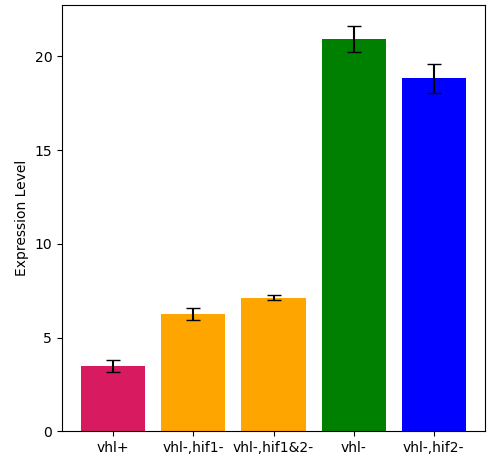 Expression Level
20
15
10
5
0
vhl+
vhl-,hif1-
vhl-,hif1&2-
vhl-
vhl-,hif2-